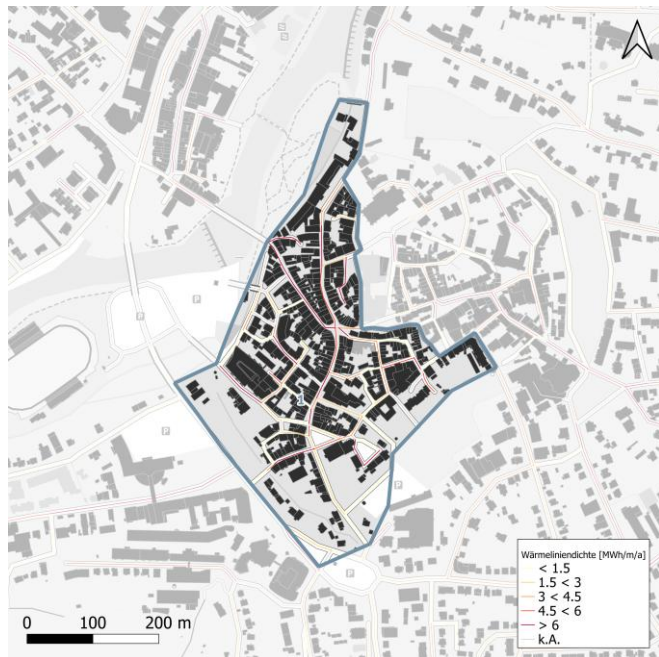 P
P
P
1
P
P
Wärmeliniendichte [MWh/m/a]
< 1.5
1.5 < 3
3 < 4.5
4.5 < 6
> 6
k.A.
0 100 200 m